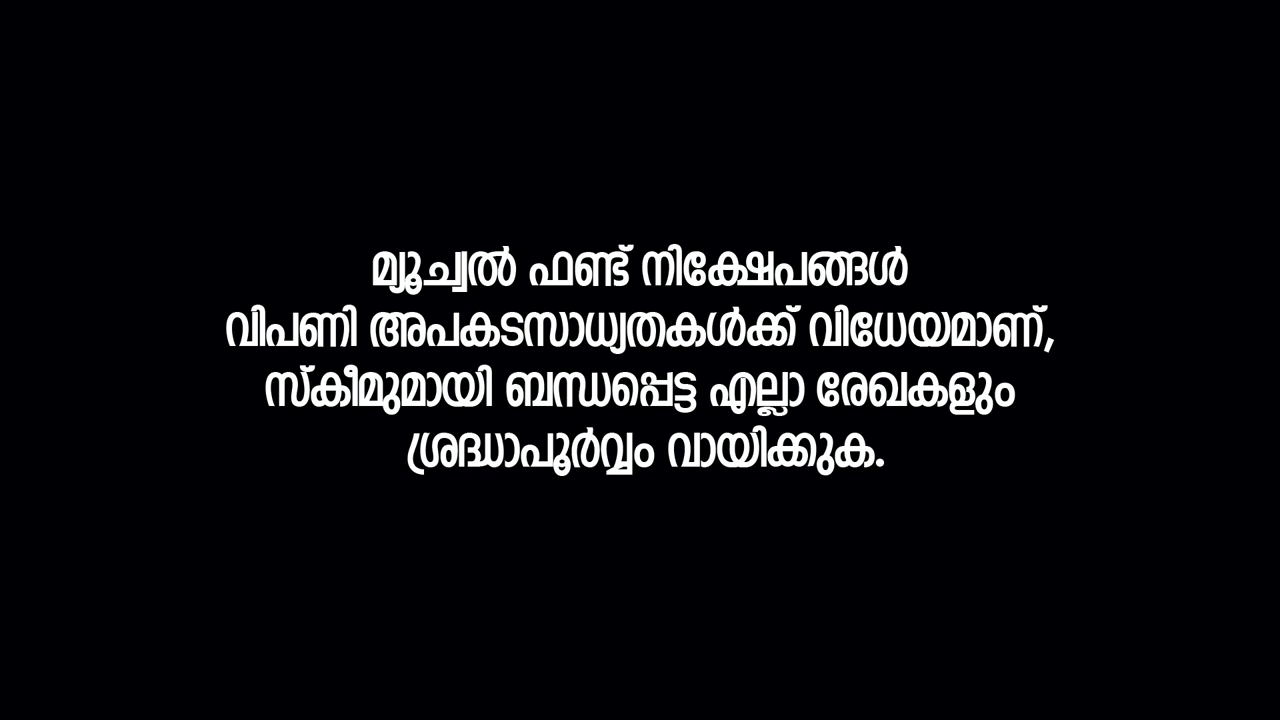 മ്യൂച്വൽ ഫണ്ട് നിക്ഷേപങ്ങൾ
വിപണി അപകടസാധ്യതകൾക്ക് വിധേയമാണ്,
സ്കീമുമായി ബന്ധപ്പെട്ട എല്ലാ രേഖകളും
ശ്രദ്ധാപൂർവ്വം വായിക്കുക.